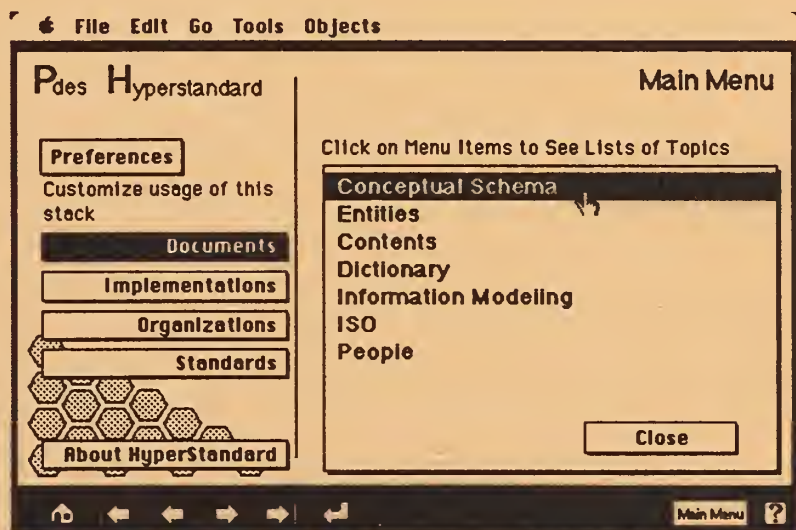 File Edit Go Tools Objects
Pdes Hyperstandard
Main Menu
Preferences
Customize usage of this
stack
Documents
Implementations
Organizations
Standards
About HyperStandard
Click on Menu Items to See Lists of Topics
Conceptual Schema
Entities
Contents
Dictionary
Information Modeling
ISO
People
Close
Main Menu
?